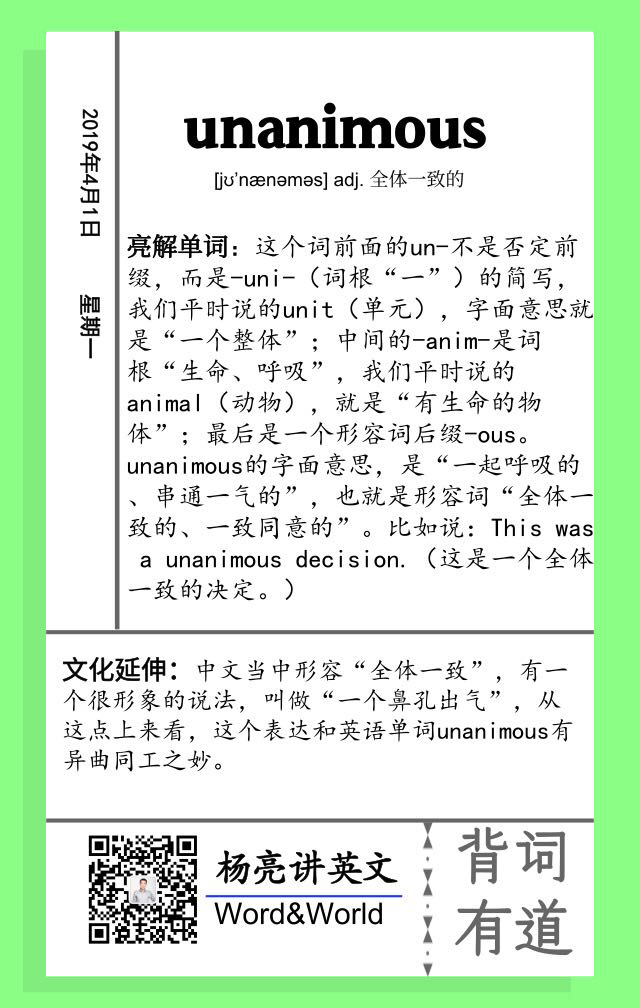 2019年4月1日 星期一
unanimous
[jʊ'nænəməs] adj. 全体一致的
亮解单词：这个词前面的un-不是否定前
缀，而是-uni-（词根“一”）的简写，
我们平时说的unit（单元），字面意思就
是“一个整体”；中间的-anim-是词
根“生命、呼吸”，我们平时说的
animal（动物），就是“有生命的物
体”；最后是一个形容词后缀-ous。
unanimous的字面意思，是“一起呼吸的
、串通一气的”，也就是形容词“全体一
致的、一致同意的”。比如说：This was
a unanimous decision.（这是一个全体
一致的决定。）
文化延伸：中文当中形容“全体一致”，有一
个很形象的说法，叫做“一个鼻孔出气”，从
这点上来看，这个表达和英语单词unanimous有
异曲同工之妙。
杨亮讲英文
Word&World
背词
有道